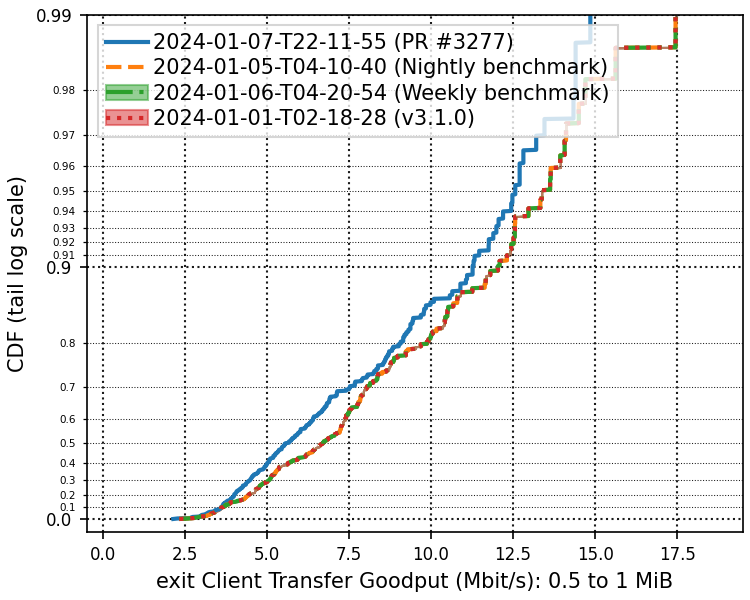 2024-01-07-T22-11-55 (PR #3277)
2024-01-05-T04-10-40 (Nightly benchmark)
2024-01-06-T04-20-54 (Weekly benchmark)
2024-01-01-T02-18-28 (v3.1.0)
CDF (tail log scale)
0.99
0.98
0.97
0.96
0.95
0.94
0.93
0.92
0.91
0.9
0.8
0.7
0.6
0.5
0.4
0.3
0.2
0.1
0.0
0.0 2.5 5.0 7.5 10.0 12.5 15.0 17.5
exit Client Transfer Goodput (Mbit/s): 0.5 to 1 MiB